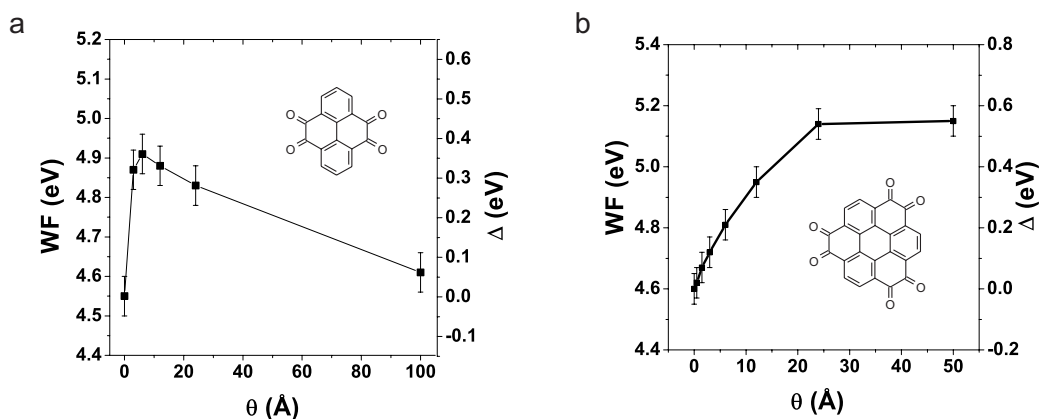 a
5.2
5.1
5.0
4.9
4.8
4.7
4.6
4.5
4.4
WF (eV)
0.6
0.5
0.4
0.3
0.2
0.1
0.0
-0.1
Δ (eV)
0 20 40 60 80 100
θ (Å)
O
O
O
O
b
5.4
5.2
5.0
4.8
4.6
4.4
WF (eV)
0.8
0.6
0.4
0.2
0.0
-0.2
Δ (eV)
0 10 20 30 40 50
θ (Å)
O
O
O
O
O
O